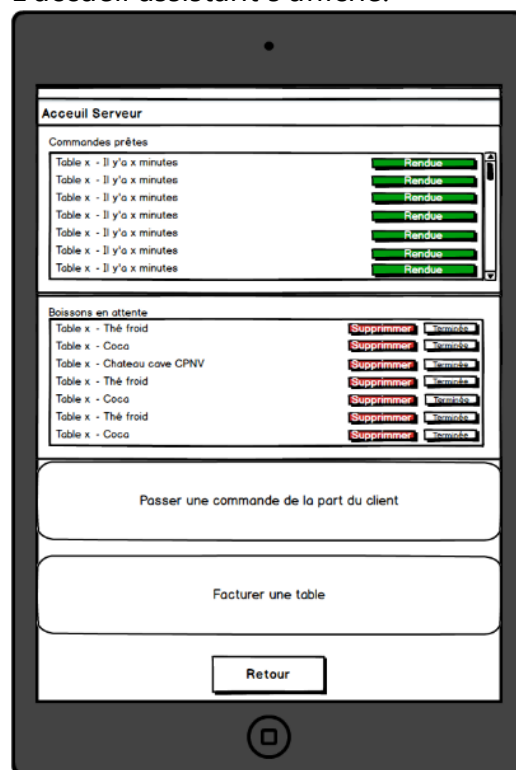 L'accueil assistant s'affiche.
Acceuil Serveur
Commandes prêtes
Table x - Il y'a x minutes Rendue
Table x - Il y'a x minutes Rendue
Table x - Il y'a x minutes Rendue
Table x - Il y'a x minutes Rendue
Table x - Il y'a x minutes Rendue
Table x - Il y'a x minutes Rendue
Table x - Il y'a x minutes Rendue
Boissons en attente
Table x - Thé froid Supprimmer Terminée
Table x - Coca Supprimmer Terminée
Table x - Chateau cave CPNV Supprimmer Terminée
Table x - Thé froid Supprimmer Terminée
Table x - Coca Supprimmer Terminée
Table x - Thé froid Supprimmer Terminée
Table x - Coca Supprimmer Terminée
Passer une commande de la part du client
Facturer une table
Retour